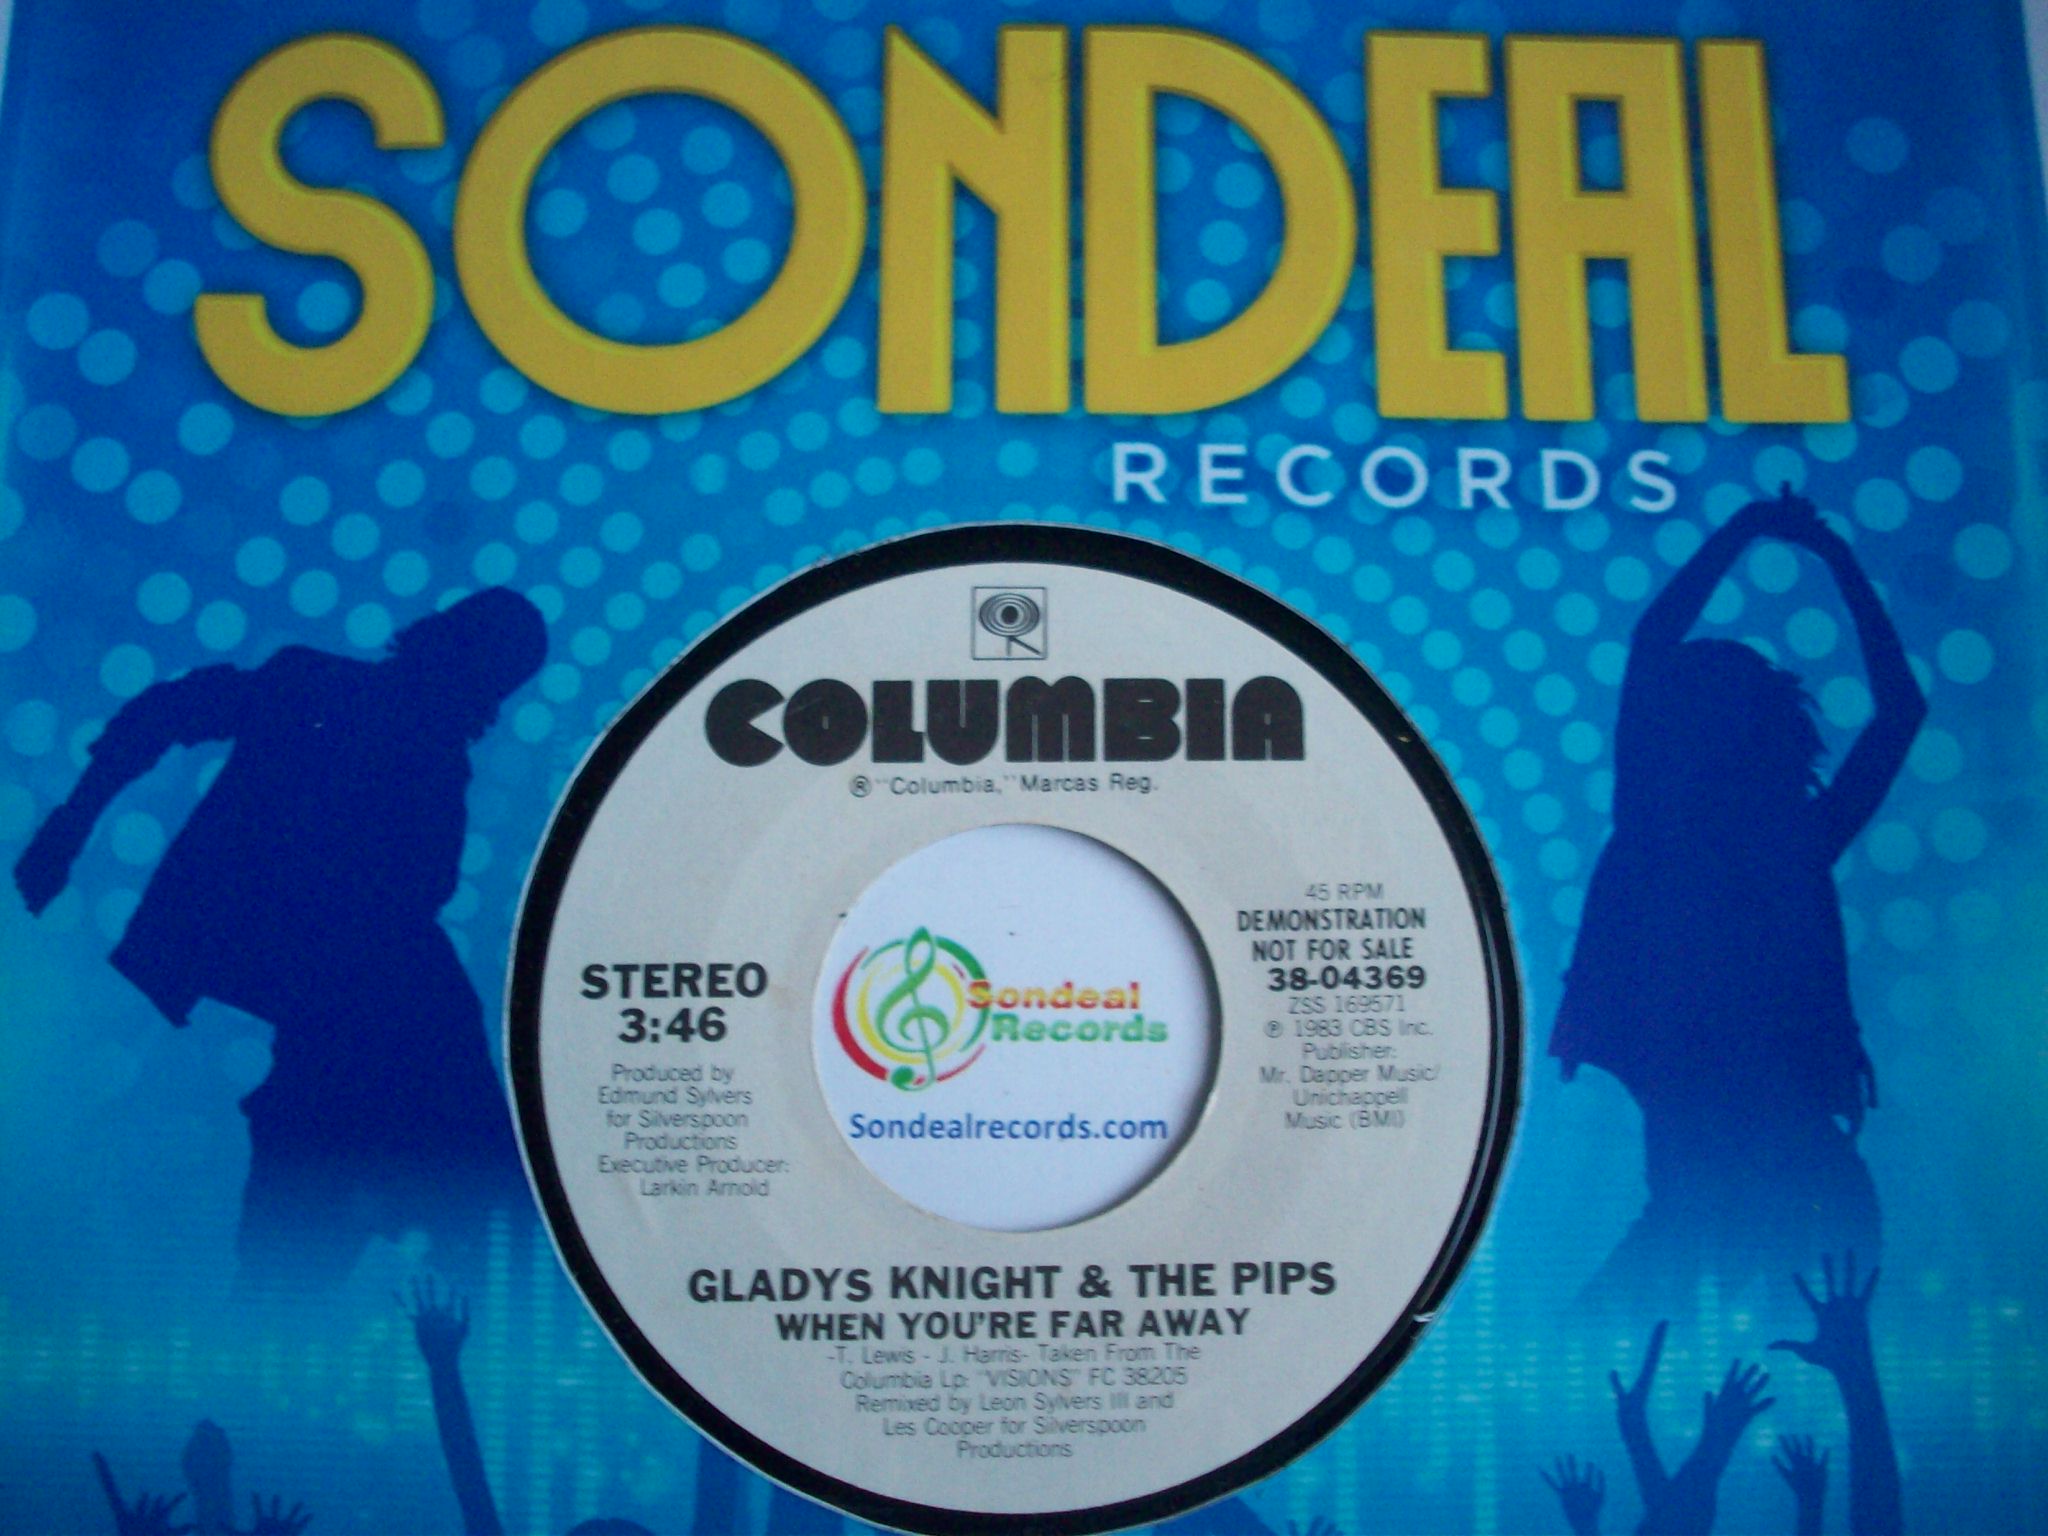 SONDEAL
RECORDS
COLUMBIA
® "Columbia," Marcas Reg.
45 RPM
DEMONSTRATION
NOT FOR SALE
38-04369
ZSS 169571
℗ 1983 CBS Inc.
Publisher:
Mr. Dapper Music/
Unichappell
Music (BMI)
STEREO
3:46
Produced by
Edmund Sylvers
for Silverspoon
Productions
Executive Producer:
Larkin Arnold
Sondeal
Records
Sondealrecords.com
GLADYS KNIGHT & THE PIPS
WHEN YOU'RE FAR AWAY
-T. Lewis - J. Harris- Taken From The
Columbia Lp: "VISIONS" FC 38205
Remixed by Leon Sylvers III and
Les Cooper for Silverspoon
Productions